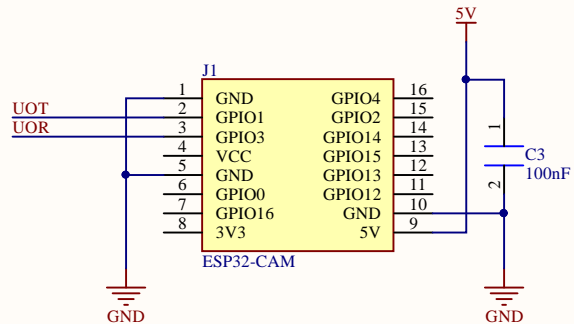 5V
J1
1 GND GPIO4 16
UOT 2 GPIO1 GPIO2 15
UOR 3 GPIO3 GPIO14 14
4 VCC GPIO15 13
5 GND GPIO13 12
6 GPIO0 GPIO12 11
7 GPIO16 GND 10
8 3V3 5V 9
ESP32-CAM
1
C3
100nF
2
GND
GND